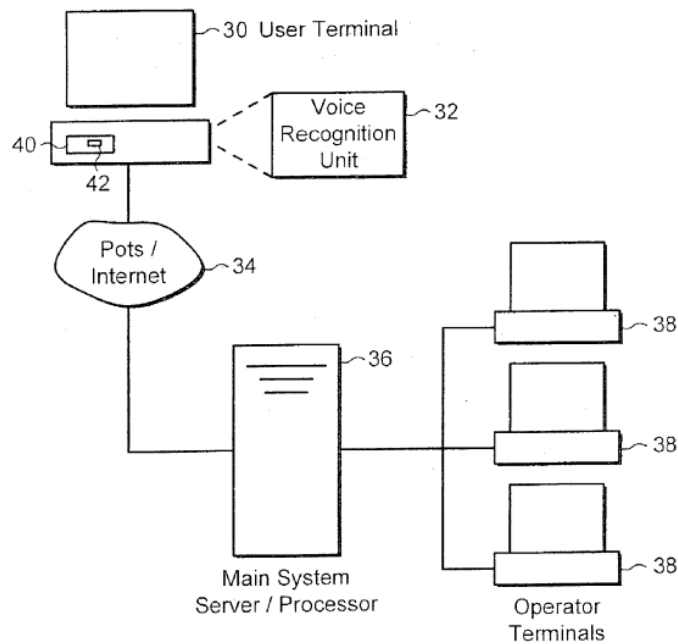 30 User Terminal
Voice
Recognition
Unit
32
40
42
Pots /
Internet
34
36
38
38
38
Main System
Server / Processor
Operator
Terminals